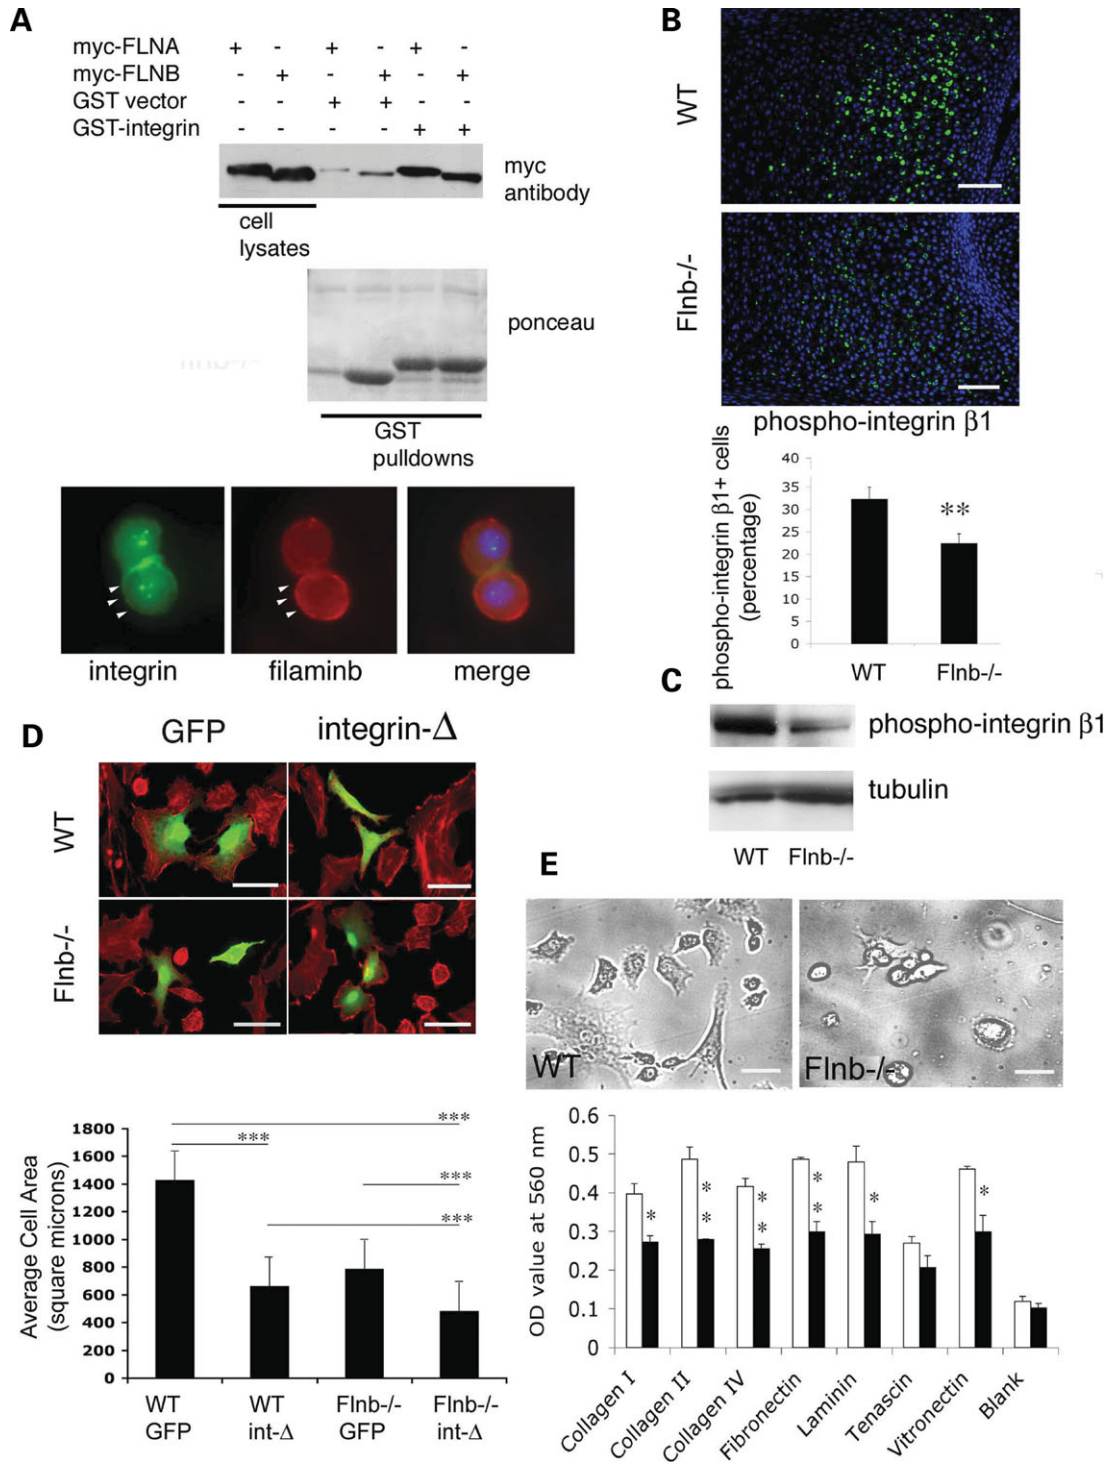 A
myc-FLNA + - + - + -
myc-FLNB - + - + - +
GST vector - - + + - -
GST-integrin - - - - + +
myc
antibody
cell
lysates
ponceau
GST
pulldowns
integrin
filaminb
merge
B
WT
Flnb-/-
phospho-integrin β1
phospho-integrin β1+ cells
(percentage)
40
35
30
25
20
15
10
5
0
**
WT
Flnb-/-
C
phospho-integrin β1
tubulin
WT Flnb-/-
D
GFP
integrin-Δ
WT
Flnb-/-
Average Cell Area
(square microns)
1800
1600
1400
1200
1000
800
600
400
200
0
***
***
***
***
WT
GFP
WT
int-Δ
Flnb-/-
GFP
Flnb-/-
int-Δ
E
WT
Flnb-/-
OD value at 560 nm
0.6
0.5
0.4
0.3
0.2
0.1
0
*
**
**
**
*
*
Collagen I
Collagen II
Collagen IV
Fibronectin
Laminin
Tenascin
Vitronectin
Blank